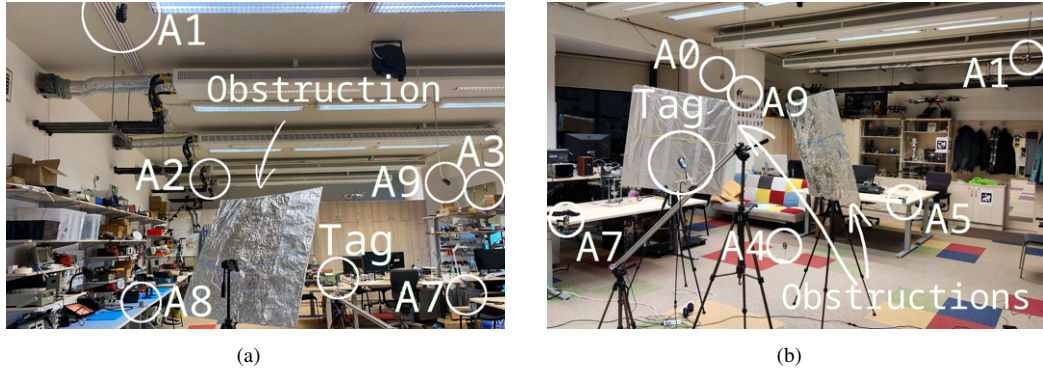 A1
Obstruction
A2
A3
A9
Tag
A8
A7
A0
A1
Tag
A9
A7
A4
A5
Obstructions
(a)
(b)